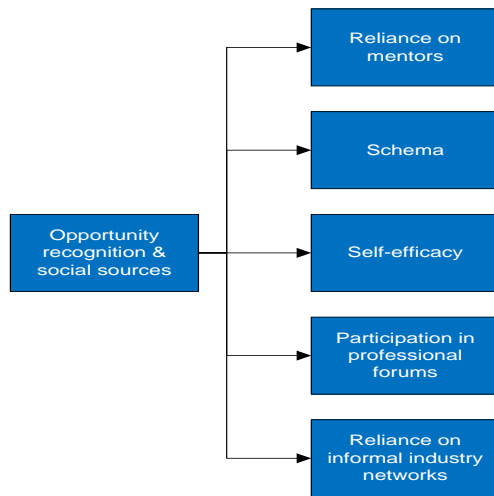 Reliance on
mentors
Schema
Opportunity
recognition &
social sources
Self-efficacy
Participation in
professional
forums
Reliance on
informal industry
networks